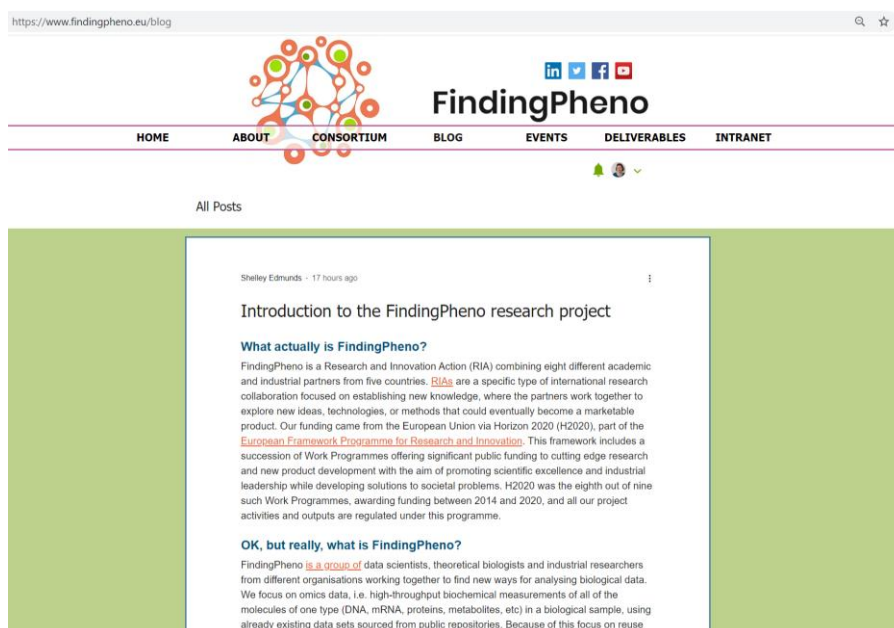 https://www.findingpheno.eu/blog
in f
FindingPheno
HOME ABOUT CONSORTIUM BLOG EVENTS DELIVERABLES INTRANET
All Posts
Shelley Edmunds · 17 hours ago
Introduction to the FindingPheno research project
What actually is FindingPheno?
FindingPheno is a Research and Innovation Action (RIA) combining eight different academic
and industrial partners from five countries. RIAs are a specific type of international research
collaboration focused on establishing new knowledge, where the partners work together to
explore new ideas, technologies, or methods that could eventually become a marketable
product. Our funding came from the European Union via Horizon 2020 (H2020), part of the
European Framework Programme for Research and Innovation. This framework includes a
succession of Work Programmes offering significant public funding to cutting edge research
and new product development with the aim of promoting scientific excellence and industrial
leadership while developing solutions to societal problems. H2020 was the eighth out of nine
such Work Programmes, awarding funding between 2014 and 2020, and all our project
activities and outputs are regulated under this programme.
OK, but really, what is FindingPheno?
FindingPheno is a group of data scientists, theoretical biologists and industrial researchers
from different organisations working together to find new ways for analysing biological data.
We focus on omics data, i.e. high-throughput biochemical measurements of all of the
molecules of one type (DNA, mRNA, proteins, metabolites, etc) in a biological sample, using
already existing data sets sourced from public repositories. Because of this focus on reuse